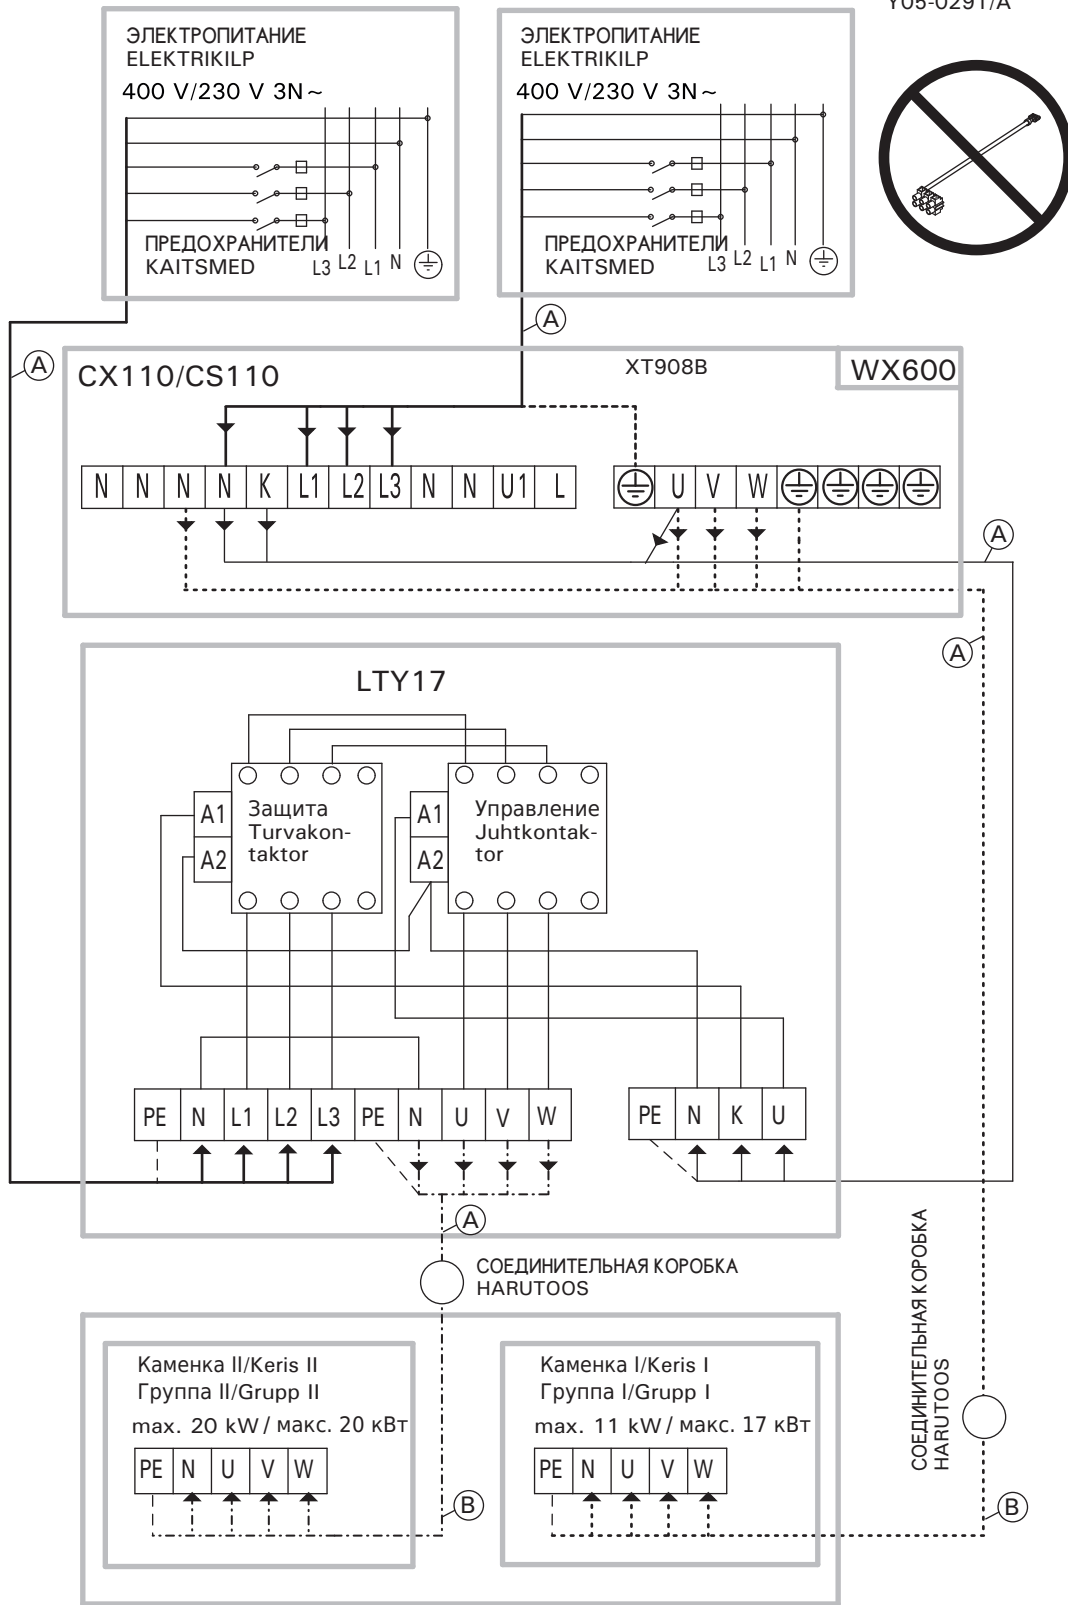 Y05-0291/A
ЭЛЕКТРОПИТАНИЕ
ELEKTRIKILP
400 V/230 V 3N~
ПРЕДОХРАНИТЕЛИ
KAITSMED
L3 L2 L1 N
ЭЛЕКТРОПИТАНИЕ
ELEKTRIKILP
400 V/230 V 3N~
ПРЕДОХРАНИТЕЛИ
KAITSMED
L3 L2 L1 N
A
A
CX110/CS110
XT908B
WX600
N N N N K L1 L2 L3 N N U1 L
U V W
A
A
LTY17
A1
A2
Защита
Turvakon-
taktor
A1
A2
Управление
Juhtkontak-
tor
PE N L1 L2 L3 PE N U V W
PE N K U
A
СОЕДИНИТЕЛЬНАЯ КОРОБКА
HARUTOOS
СОЕДИНИТЕЛЬНАЯ КОРОБКА
HARUTOOS
Каменка II/Keris II
Группа II/Grupp II
max. 20 kW / макс. 20 кВт
PE N U V W
B
Каменка I/Keris I
Группа I/Grupp I
max. 11 kW / макс. 17 кВт
PE N U V W
B